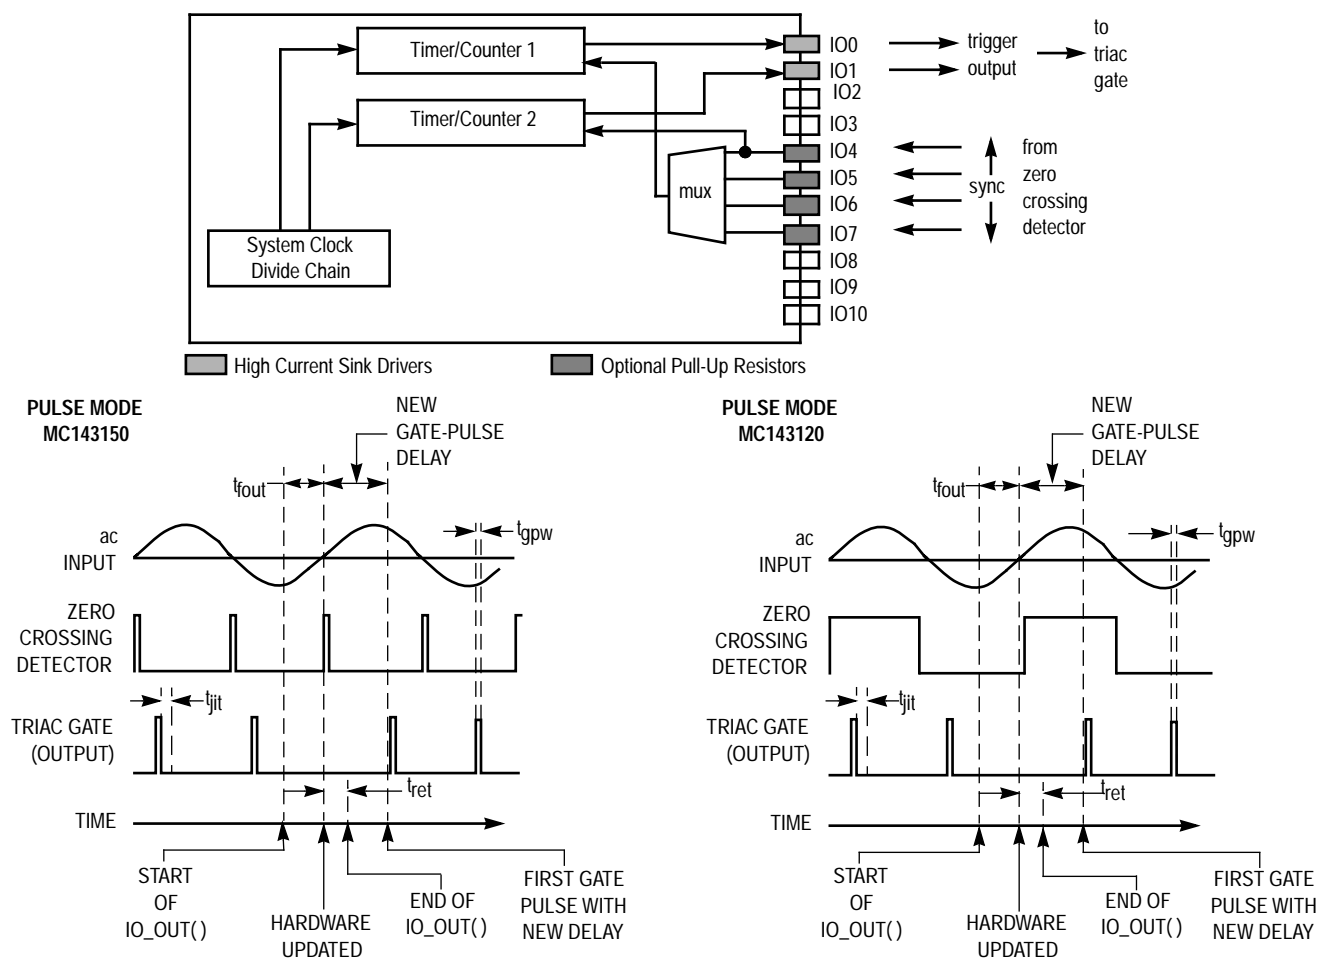 Timer/Counter 1
Timer/Counter 2
mux
System Clock
Divide Chain
IO0
IO1
IO2
IO3
IO4
IO5
IO6
IO7
IO8
IO9
IO10
trigger
output
to
triac
gate
sync
from
zero
crossing
detector
High Current Sink Drivers
Optional Pull-Up Resistors
PULSE MODE
MC143150
NEW
GATE-PULSE
DELAY
tfout
tgpw
ac
INPUT
ZERO
CROSSING
DETECTOR
tjit
TRIAC GATE
(OUTPUT)
tret
TIME
START
OF
IO_OUT( )
HARDWARE
UPDATED
END OF
IO_OUT( )
FIRST GATE
PULSE WITH
NEW DELAY
PULSE MODE
MC143120
NEW
GATE-PULSE
DELAY
tfout
tgpw
ac
INPUT
ZERO
CROSSING
DETECTOR
tjit
TRIAC GATE
(OUTPUT)
tret
TIME
START
OF
IO_OUT( )
HARDWARE
UPDATED
END OF
IO_OUT( )
FIRST GATE
PULSE WITH
NEW DELAY